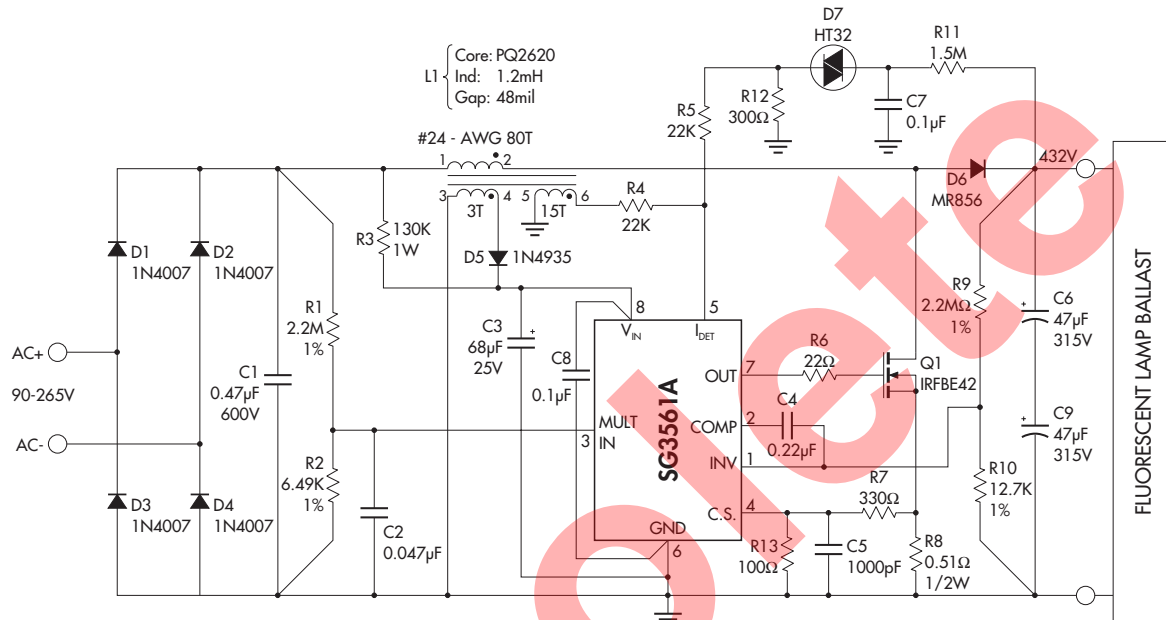 D7
HT32
R11
1.5M
L1
Core: PQ2620
Ind: 1.2mH
Gap: 48mil
R5
22K
R12
300Ω
C7
0.1µF
#24 - AWG 80T
1
2
3
4
5
6
3T
15T
R4
22K
D6
MR856
432V
R3
130K
1W
D5
1N4935
D1
1N4007
D2
1N4007
R1
2.2M
1%
C3
68µF
25V
+
C8
0.1µF
8
VIN
5
IDET
R9
2.2MΩ
1%
+
C6
47µF
315V
AC+
90-265V
AC-
C1
0.47µF
600V
R6
22Ω
OUT
7
Q1
IRFBE42
C4
0.22µF
COMP
2
MULT
IN
3
SG3561A
INV
1
+
C9
47µF
315V
R2
6.49K
1%
R10
12.7K
1%
R7
330Ω
C.S.
4
D3
1N4007
D4
1N4007
C2
0.047µF
GND
6
R13
100Ω
C5
1000pF
R8
0.51Ω
1/2W
FLUORESCENT LAMP BALLAST
olete